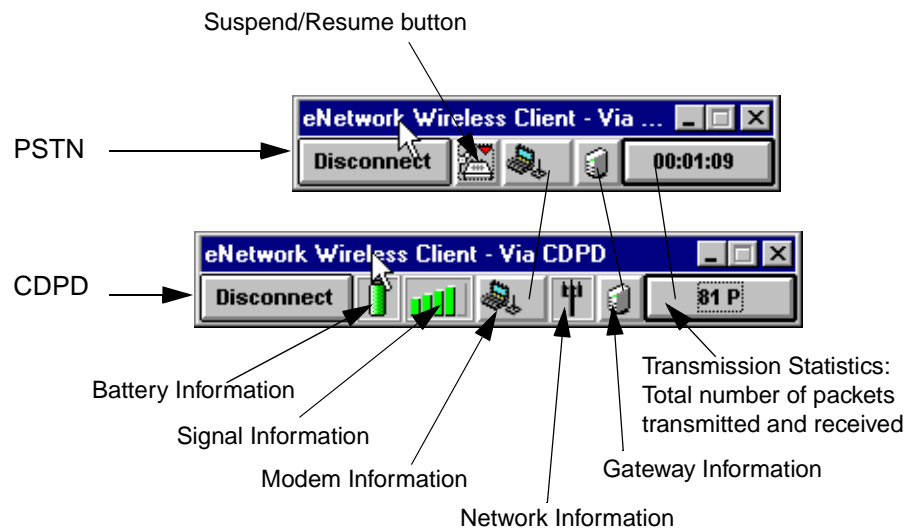 Suspend/Resume button
eNetwork Wireless Client - Via ...
PSTN
Disconnect
00:01:09
eNetwork Wireless Client - Via CDPD
CDPD
Disconnect
81 P
Battery Information
Transmission Statistics:
Total number of packets
transmitted and received
Signal Information
Modem Information
Gateway Information
Network Information